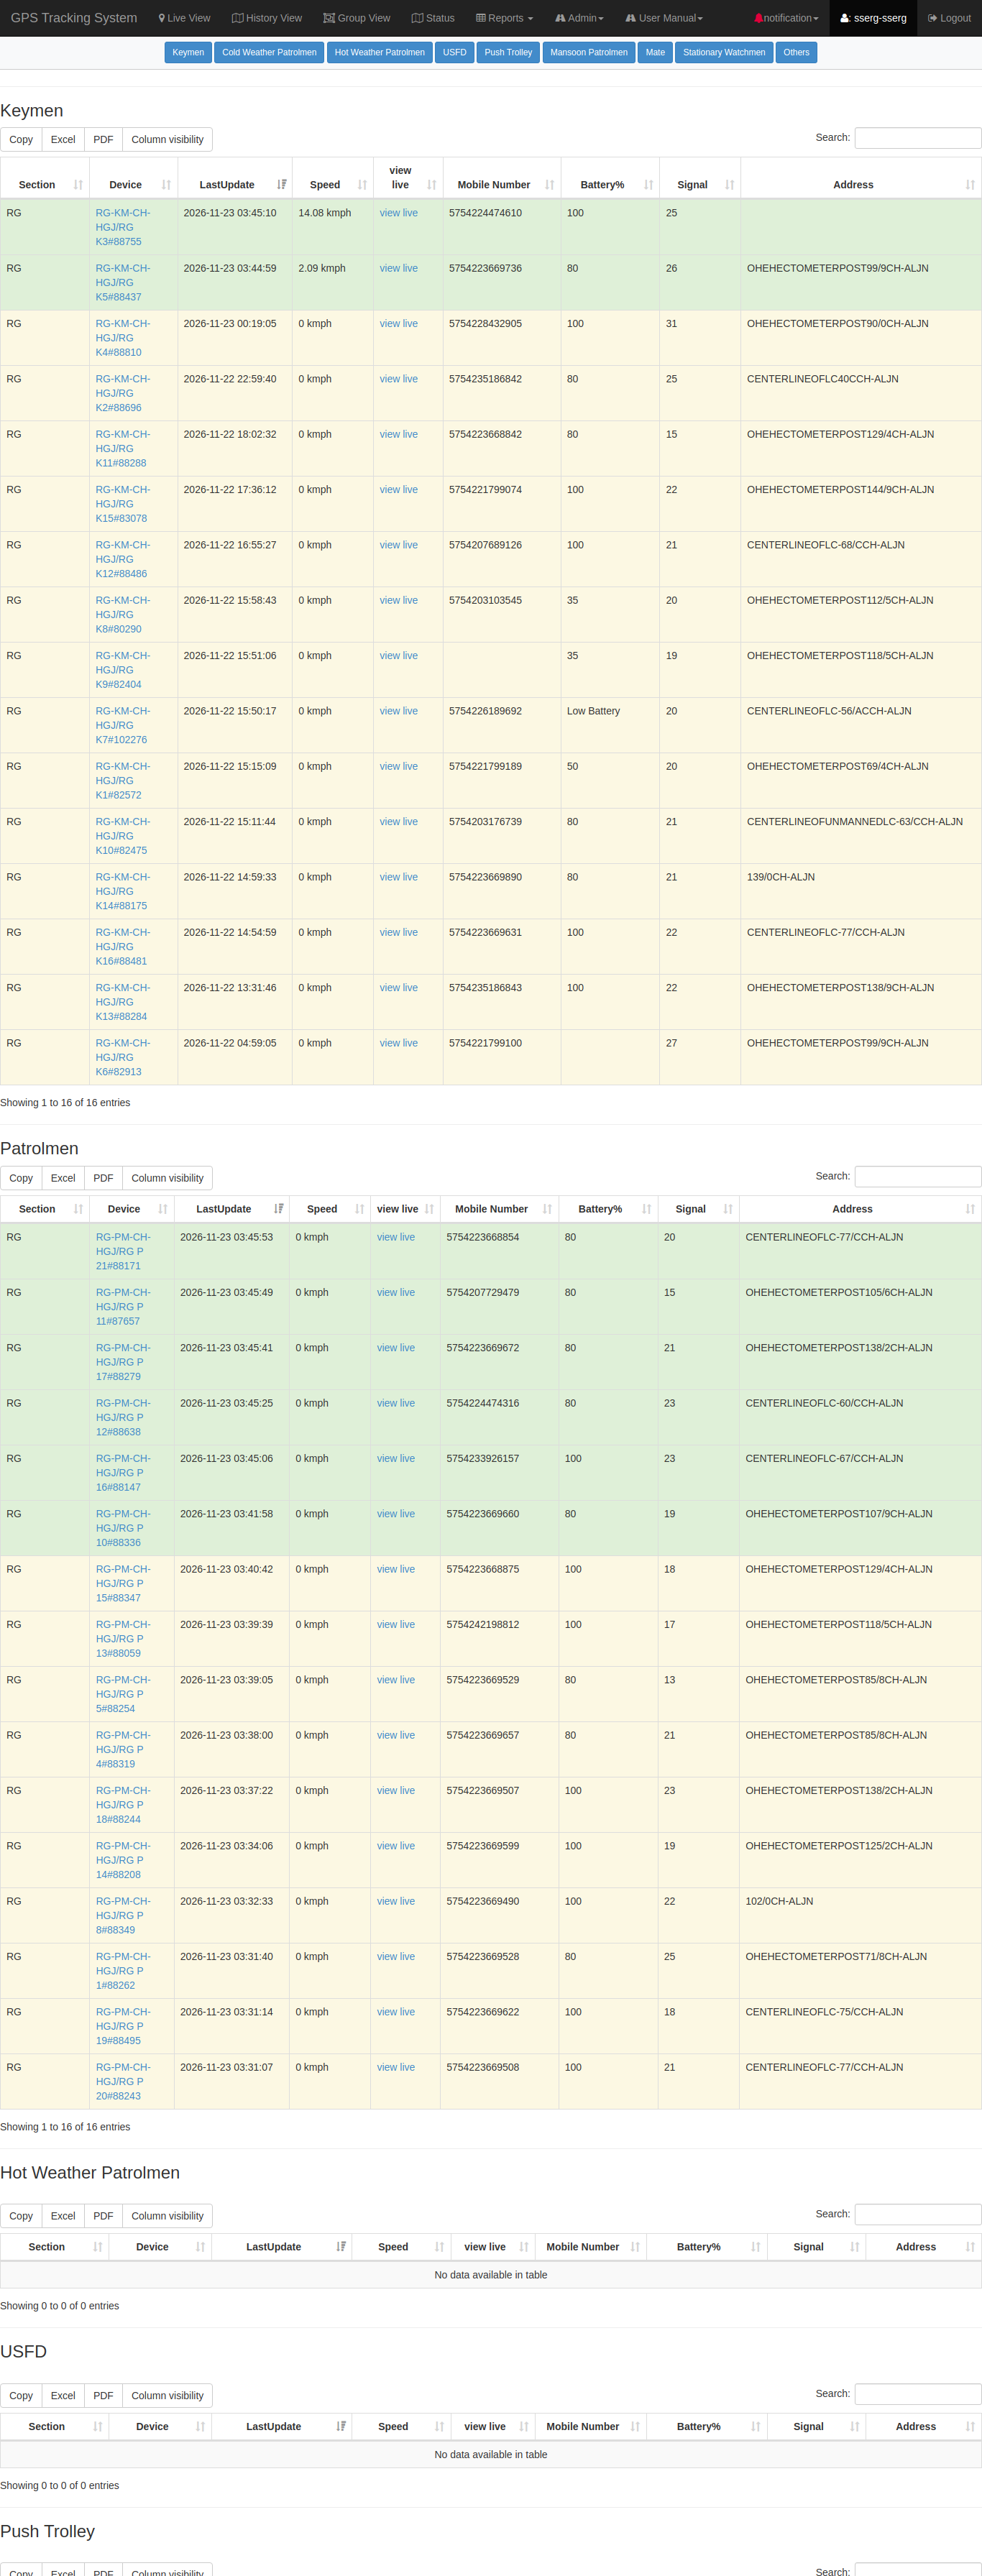 GPS Tracking System Live View History View Group View Status Reports Admin User Manual notification : sserg-sserg Logout
Keymen Cold Weather Patrolmen Hot Weather Patrolmen USFD Push Trolley Mansoon Patrolmen Mate Stationary Watchmen Others
Keymen
Copy Excel PDF Column visibility Search:
Section Device LastUpdate Speed view live Mobile Number Battery% Signal Address
RG RG-KM-CH-HGJ/RG K3#88755 2026-11-23 03:45:10 14.08 kmph view live 5754224474610 100 25
RG RG-KM-CH-HGJ/RG K5#88437 2026-11-23 03:44:59 2.09 kmph view live 5754223669736 80 26 OHEHECTOMETERPOST99/9CH-ALJN
RG RG-KM-CH-HGJ/RG K4#88810 2026-11-23 00:19:05 0 kmph view live 5754228432905 100 31 OHEHECTOMETERPOST90/0CH-ALJN
RG RG-KM-CH-HGJ/RG K2#88696 2026-11-22 22:59:40 0 kmph view live 5754235186842 80 25 CENTERLINEOFLC40CCH-ALJN
RG RG-KM-CH-HGJ/RG K11#88288 2026-11-22 18:02:32 0 kmph view live 5754223668842 80 15 OHEHECTOMETERPOST129/4CH-ALJN
RG RG-KM-CH-HGJ/RG K15#83078 2026-11-22 17:36:12 0 kmph view live 5754221799074 100 22 OHEHECTOMETERPOST144/9CH-ALJN
RG RG-KM-CH-HGJ/RG K12#88486 2026-11-22 16:55:27 0 kmph view live 5754207689126 100 21 CENTERLINEOFLC-68/CCH-ALJN
RG RG-KM-CH-HGJ/RG K8#80290 2026-11-22 15:58:43 0 kmph view live 5754203103545 35 20 OHEHECTOMETERPOST112/5CH-ALJN
RG RG-KM-CH-HGJ/RG K9#82404 2026-11-22 15:51:06 0 kmph view live 35 19 OHEHECTOMETERPOST118/5CH-ALJN
RG RG-KM-CH-HGJ/RG K7#102276 2026-11-22 15:50:17 0 kmph view live 5754226189692 Low Battery 20 CENTERLINEOFLC-56/ACCH-ALJN
RG RG-KM-CH-HGJ/RG K1#82572 2026-11-22 15:15:09 0 kmph view live 5754221799189 50 20 OHEHECTOMETERPOST69/4CH-ALJN
RG RG-KM-CH-HGJ/RG K10#82475 2026-11-22 15:11:44 0 kmph view live 5754203176739 80 21 CENTERLINEOFUNMANNEDLC-63/CCH-ALJN
RG RG-KM-CH-HGJ/RG K14#88175 2026-11-22 14:59:33 0 kmph view live 5754223669890 80 21 139/0CH-ALJN
RG RG-KM-CH-HGJ/RG K16#88481 2026-11-22 14:54:59 0 kmph view live 5754223669631 100 22 CENTERLINEOFLC-77/CCH-ALJN
RG RG-KM-CH-HGJ/RG K13#88284 2026-11-22 13:31:46 0 kmph view live 5754235186843 100 22 OHEHECTOMETERPOST138/9CH-ALJN
RG RG-KM-CH-HGJ/RG K6#82913 2026-11-22 04:59:05 0 kmph view live 5754221799100 27 OHEHECTOMETERPOST99/9CH-ALJN
Showing 1 to 16 of 16 entries
Patrolmen
Copy Excel PDF Column visibility Search:
Section Device LastUpdate Speed view live Mobile Number Battery% Signal Address
RG RG-PM-CH-HGJ/RG P 21#88171 2026-11-23 03:45:53 0 kmph view live 5754223668854 80 20 CENTERLINEOFLC-77/CCH-ALJN
RG RG-PM-CH-HGJ/RG P 11#87657 2026-11-23 03:45:49 0 kmph view live 5754207729479 80 15 OHEHECTOMETERPOST105/6CH-ALJN
RG RG-PM-CH-HGJ/RG P 17#88279 2026-11-23 03:45:41 0 kmph view live 5754223669672 80 21 OHEHECTOMETERPOST138/2CH-ALJN
RG RG-PM-CH-HGJ/RG P 12#88638 2026-11-23 03:45:25 0 kmph view live 5754224474316 80 23 CENTERLINEOFLC-60/CCH-ALJN
RG RG-PM-CH-HGJ/RG P 16#88147 2026-11-23 03:45:06 0 kmph view live 5754233926157 100 23 CENTERLINEOFLC-67/CCH-ALJN
RG RG-PM-CH-HGJ/RG P 10#88336 2026-11-23 03:41:58 0 kmph view live 5754223669660 80 19 OHEHECTOMETERPOST107/9CH-ALJN
RG RG-PM-CH-HGJ/RG P 15#88347 2026-11-23 03:40:42 0 kmph view live 5754223668875 100 18 OHEHECTOMETERPOST129/4CH-ALJN
RG RG-PM-CH-HGJ/RG P 13#88059 2026-11-23 03:39:39 0 kmph view live 5754242198812 100 17 OHEHECTOMETERPOST118/5CH-ALJN
RG RG-PM-CH-HGJ/RG P 5#88254 2026-11-23 03:39:05 0 kmph view live 5754223669529 80 13 OHEHECTOMETERPOST85/8CH-ALJN
RG RG-PM-CH-HGJ/RG P 4#88319 2026-11-23 03:38:00 0 kmph view live 5754223669657 80 21 OHEHECTOMETERPOST85/8CH-ALJN
RG RG-PM-CH-HGJ/RG P 18#88244 2026-11-23 03:37:22 0 kmph view live 5754223669507 100 23 OHEHECTOMETERPOST138/2CH-ALJN
RG RG-PM-CH-HGJ/RG P 14#88208 2026-11-23 03:34:06 0 kmph view live 5754223669599 100 19 OHEHECTOMETERPOST125/2CH-ALJN
RG RG-PM-CH-HGJ/RG P 8#88349 2026-11-23 03:32:33 0 kmph view live 5754223669490 100 22 102/0CH-ALJN
RG RG-PM-CH-HGJ/RG P 1#88262 2026-11-23 03:31:40 0 kmph view live 5754223669528 80 25 OHEHECTOMETERPOST71/8CH-ALJN
RG RG-PM-CH-HGJ/RG P 19#88495 2026-11-23 03:31:14 0 kmph view live 5754223669622 100 18 CENTERLINEOFLC-75/CCH-ALJN
RG RG-PM-CH-HGJ/RG P 20#88243 2026-11-23 03:31:07 0 kmph view live 5754223669508 100 21 CENTERLINEOFLC-77/CCH-ALJN
Showing 1 to 16 of 16 entries
Hot Weather Patrolmen
Copy Excel PDF Column visibility Search:
Section Device LastUpdate Speed view live Mobile Number Battery% Signal Address
No data available in table
Showing 0 to 0 of 0 entries
USFD
Copy Excel PDF Column visibility Search:
Section Device LastUpdate Speed view live Mobile Number Battery% Signal Address
No data available in table
Showing 0 to 0 of 0 entries
Push Trolley
Copy Excel PDF Column visibility Search: